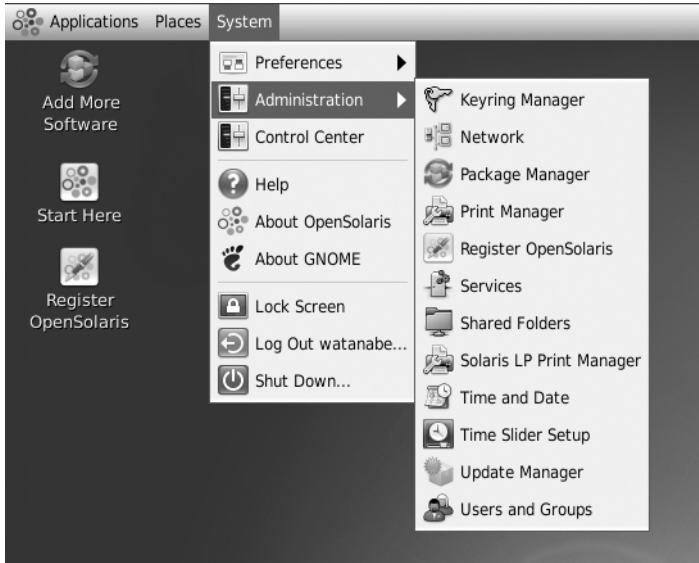 Applications Places System
Add More
Software
Start Here
Register
OpenSolaris
Preferences
Administration
Control Center
Help
About OpenSolaris
About GNOME
Lock Screen
Log Out watanabe...
Shut Down...
Keyring Manager
Network
Package Manager
Print Manager
Register OpenSolaris
Services
Shared Folders
Solaris LP Print Manager
Time and Date
Time Slider Setup
Update Manager
Users and Groups